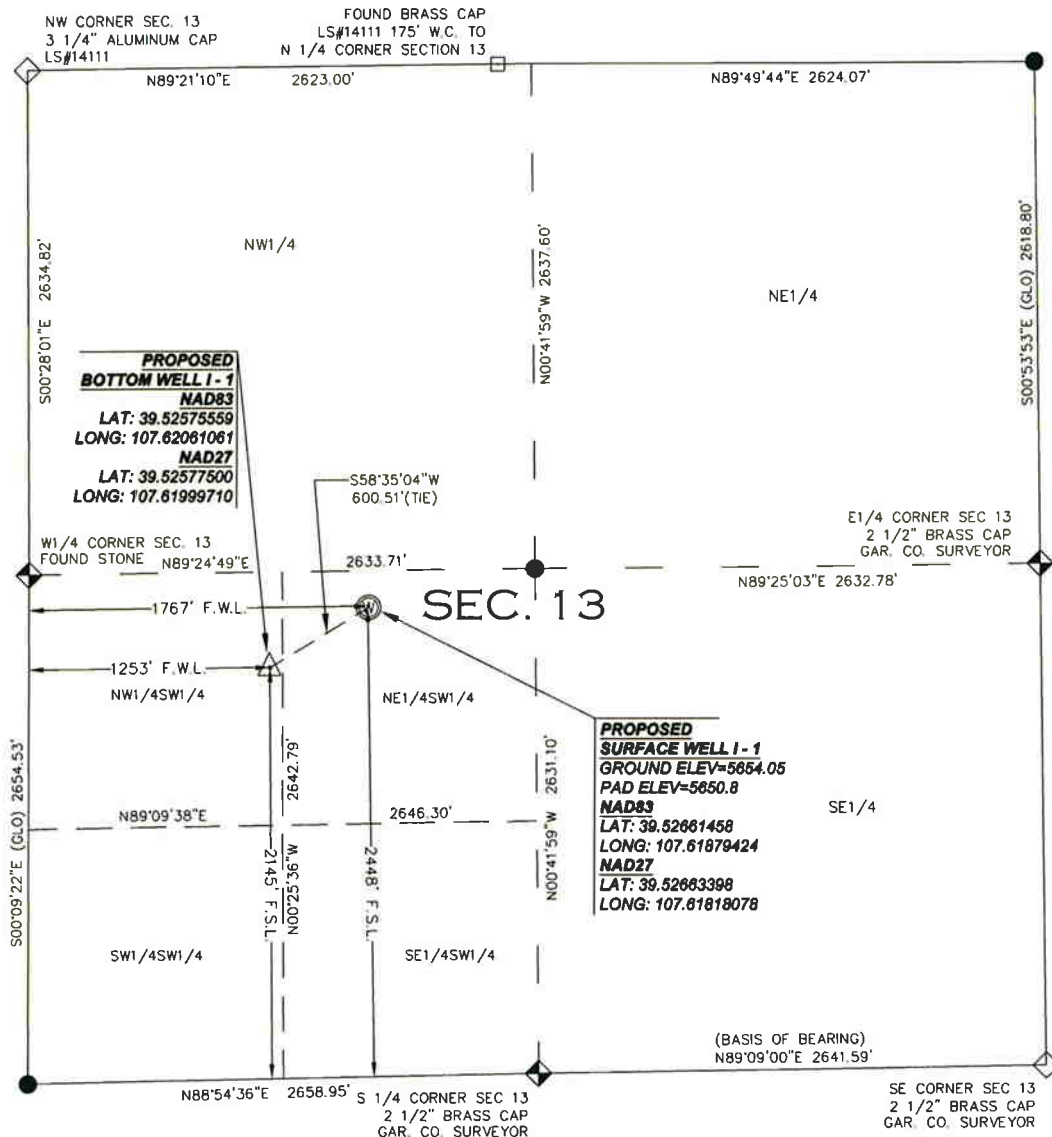 NW CORNER SEC. 13
3 1/4" ALUMINUM CAP
LS#14111
FOUND BRASS CAP
LS#14111 175' W.C. TO
N 1/4 CORNER SECTION 13
N89°21'10"E 2623.00'
N89°49'44"E 2624.07'
S00°28'01"E 2634.82'
NW1/4
N00°41'59"W 2637.60'
NE1/4
S00°53'53"E (GLO) 2618.80'
PROPOSED
BOTTOM WELL I - 1
NAD83
LAT: 39.52575559
LONG: 107.62061061
NAD27
LAT: 39.52577500
LONG: 107.61999710
S58°35'04"W
600.51'(TIE)
W1/4 CORNER SEC. 13
FOUND STONE
N89°24'49"E
2633.71'
E1/4 CORNER SEC 13
2 1/2" BRASS CAP
GAR. CO. SURVEYOR
N89°25'03"E 2632.78'
1767' F.W.L.
W
SEC. 13
1253' F.W.L.
NW1/4SW1/4
NE1/4SW1/4
PROPOSED
SURFACE WELL I - 1
GROUND ELEV=5654.05
PAD ELEV=5650.8
NAD83
LAT: 39.52661458
LONG: 107.61879424
NAD27
LAT: 39.52663398
LONG: 107.61818078
SE1/4
S00°09'22"E (GLO) 2654.53'
N89°09'38"E
2646.30'
2145' F.S.L.
N00°25'36"W 2642.79'
2448' F.S.L.
N00°41'59"W 2631.10'
SW1/4SW1/4
SE1/4SW1/4
(BASIS OF BEARING)
N89°09'00"E 2641.59'
N88°54'36"E 2658.95'
S 1/4 CORNER SEC 13
2 1/2" BRASS CAP
GAR. CO. SURVEYOR
SE CORNER SEC 13
2 1/2" BRASS CAP
GAR. CO. SURVEYOR